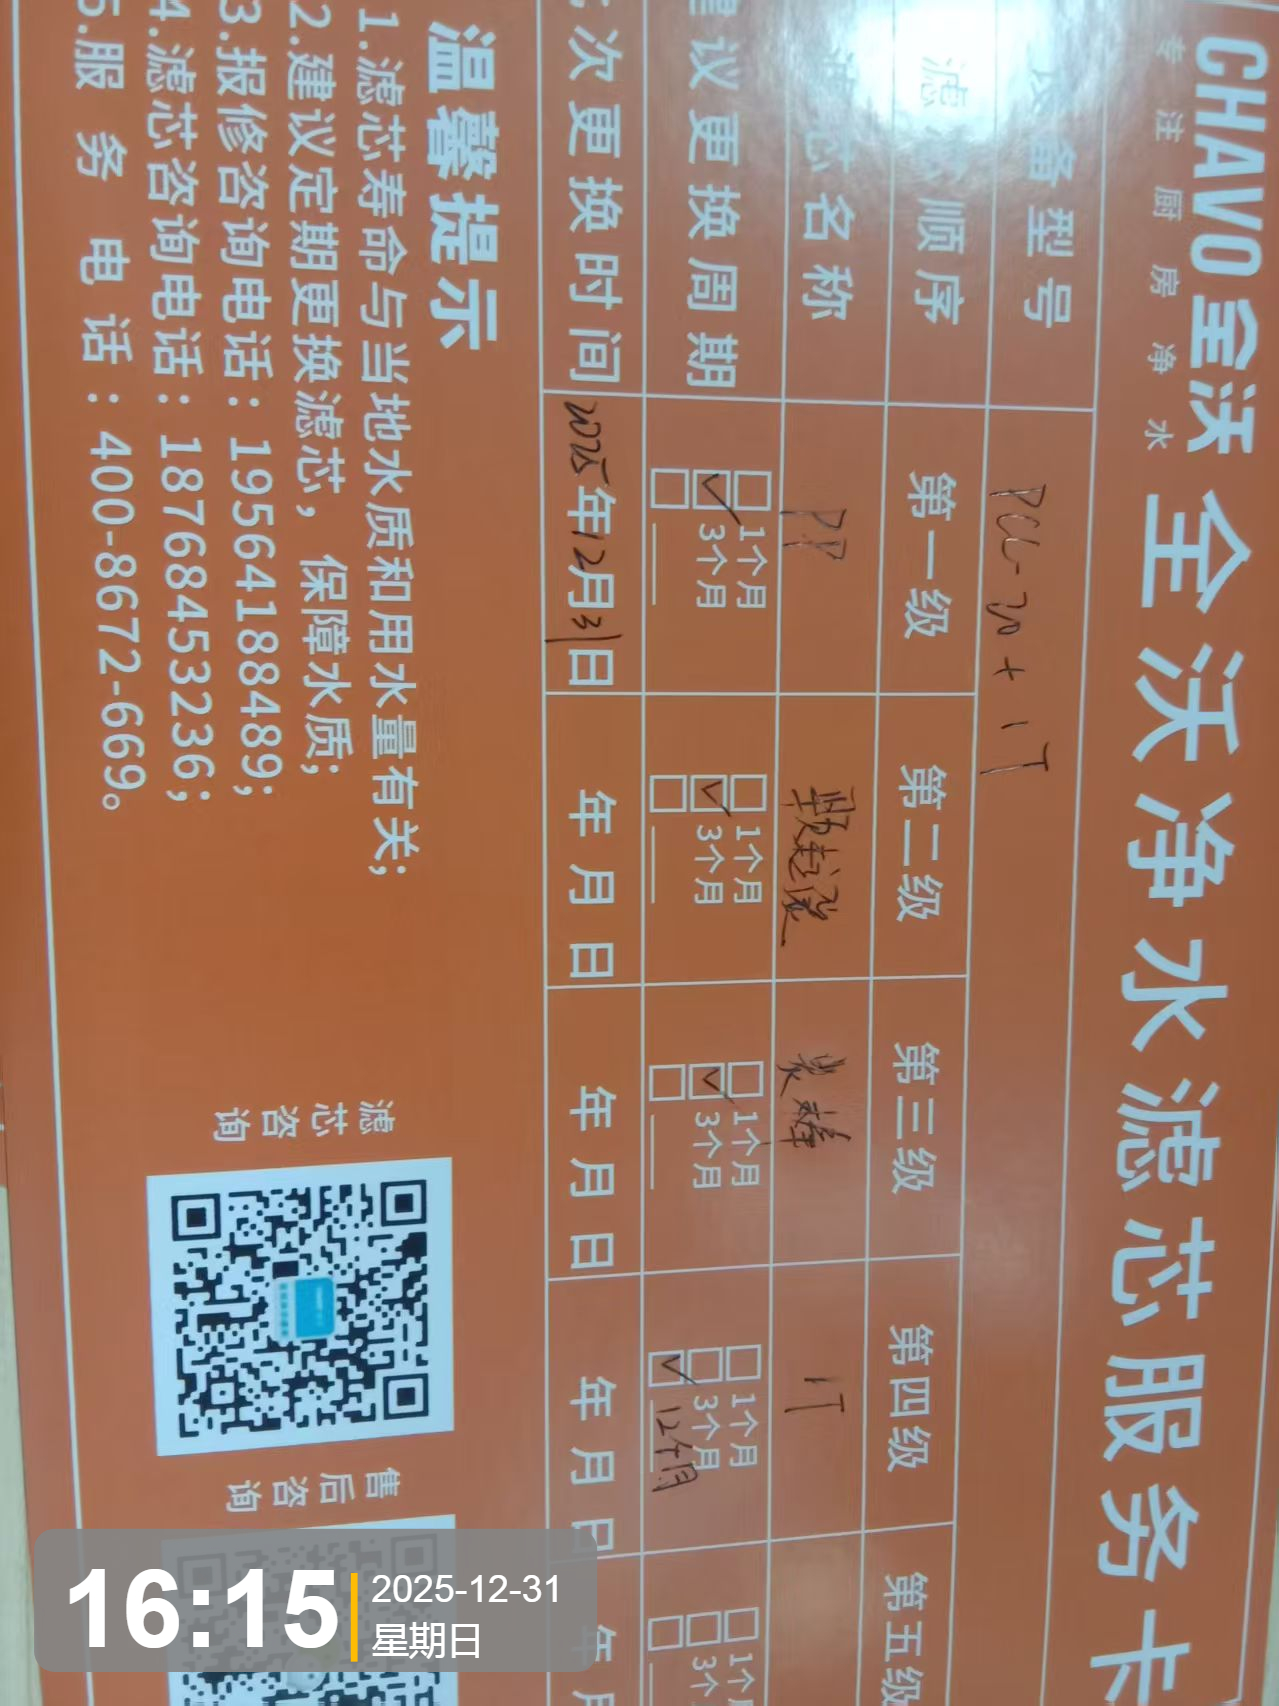 CHAVO全沃 全沃净水滤芯服务卡
专注厨房净水
设备型号
滤芯顺序 第一级 第二级 第三级 第四级 第五级
滤芯名称 PP
建议更换周期 1个月 3个月 1个月 3个月 1个月 3个月 1个月 3个月 12个月 1个月 3个
次更换时间 2025年12月31日 年 月 日 年 月 日 年 月 日 年 月
温馨提示
1.滤芯寿命与当地水质和用水量有关;
2.建议定期更换滤芯，保障水质;
3.报修咨询电话：19564188489;
4.滤芯咨询电话：18768453236;
5.服务电话：400-8672-669。
滤芯咨询
售后咨询
16:15
2025-12-31
星期日